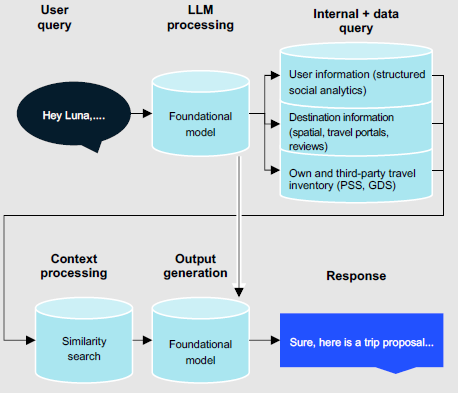 User
query
LLM
processing
Internal + data
query
Hey Luna,....
Foundational
model
User information (structured
social analytics)
Destination information
(spatial, travel portals,
reviews)
Own and third-party travel
inventory (PSS, GDS)
Context
processing
Output
generation
Response
Similarity
search
Foundational
model
Sure, here is a trip proposal...